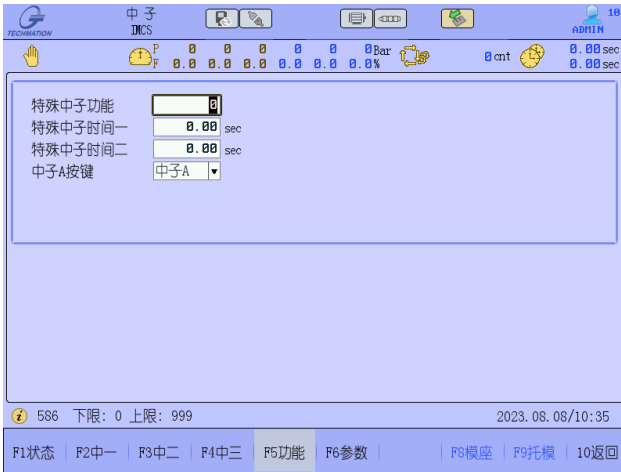 中子 10
TECHMATION IMCS ADMIN
P 0 0 0 0 0 0Bar 0.00sec
F 0.0 0.0 0.0 0.0 0.0 0.0% 0cnt 0.00sec
特殊中子功能 0
特殊中子时间一 0.00 sec
特殊中子时间二 0.00 sec
中子A按键 中子A
586 下限: 0 上限: 999 2023.08.08/10:35
F1状态 F2中一 F3中二 F4中三 F5功能 F6参数 F8模座 F9托模 10返回